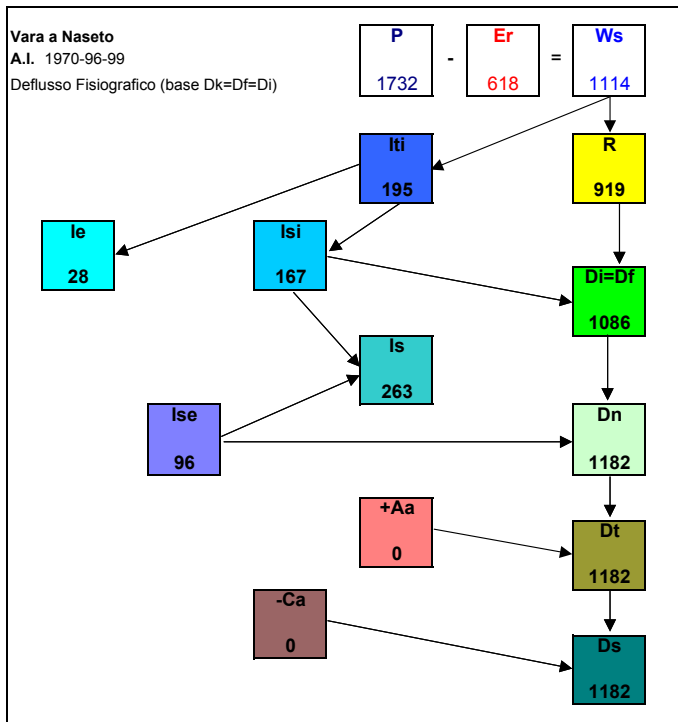 Vara a Naseto
A.I. 1970-96-99
Deflusso Fisiografico (base Dk=Df=Di)
P - Er = Ws
1732 618 1114
Iti R
195 919
Ie Isi
28 167
Di=Df
1086
Is
263
Ise Dn
96 1182
+Aa
0
Dt
1182
-Ca
0
Ds
1182